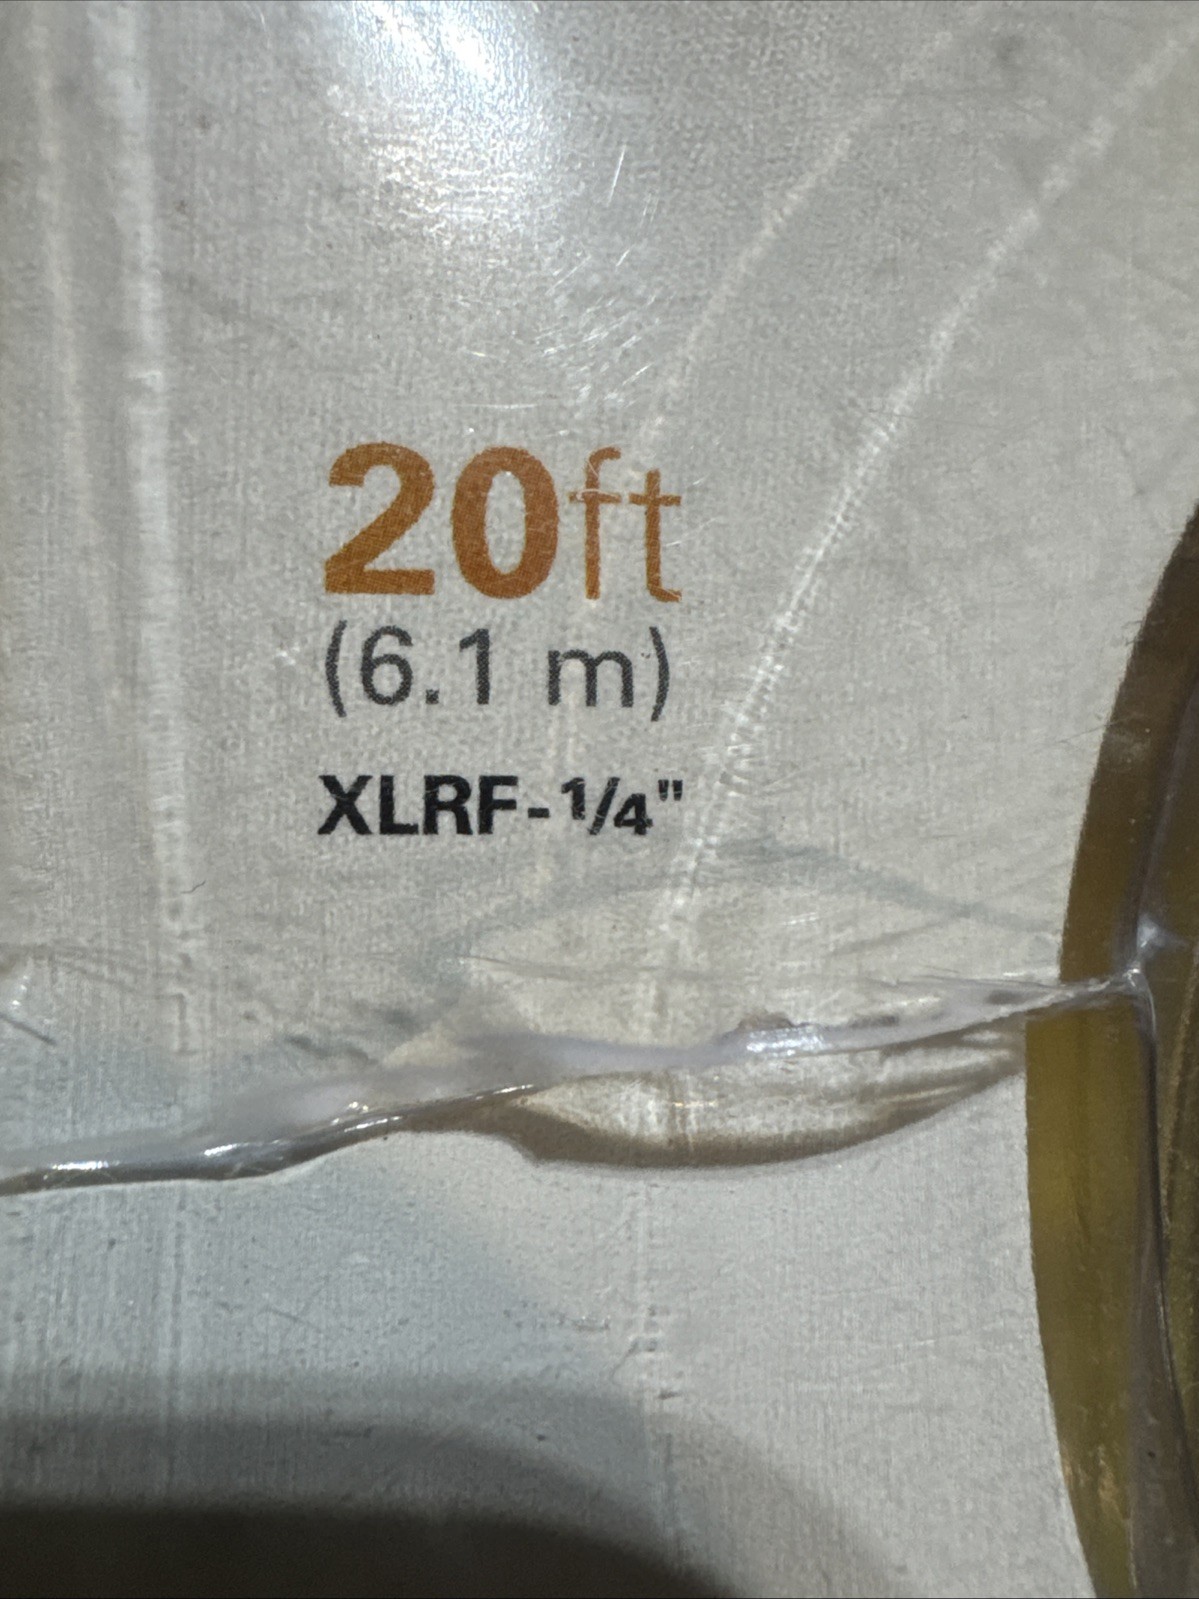 20ft
(6.1 m)
XLRF-1/4"